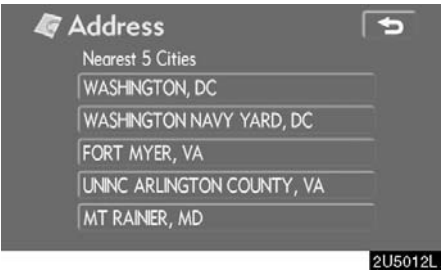 Address
Nearest 5 Cities
WASHINGTON, DC
WASHINGTON NAVY YARD, DC
FORT MYER, VA
UNINC ARLINGTON COUNTY, VA
MT RAINIER, MD
2U5012L